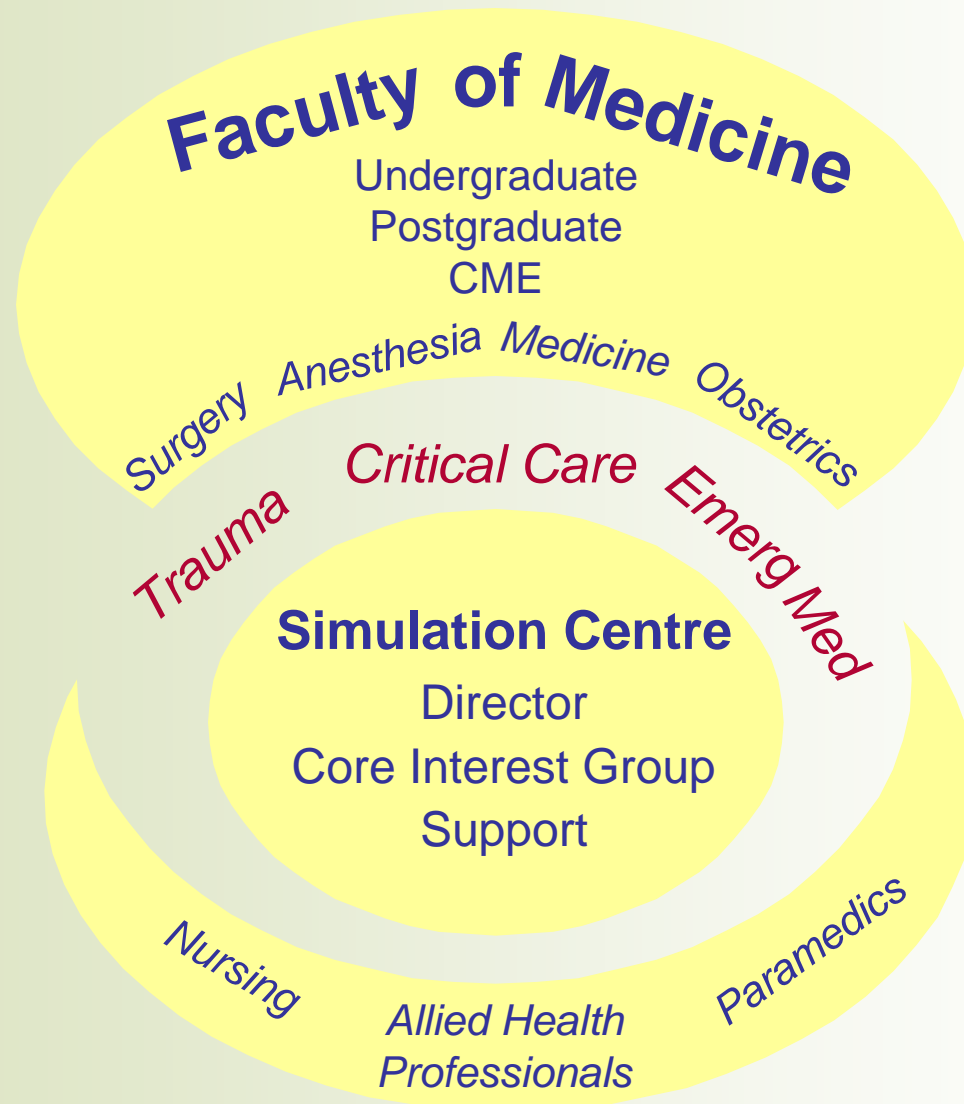 Faculty of Medicine
Undergraduate
Postgraduate
CME
Surgery Anesthesia Medicine Obstetrics
Trauma Critical Care Emerg Med
Simulation Centre
Director
Core Interest Group
Support
Nursing
Allied Health
Professionals
Paramedics